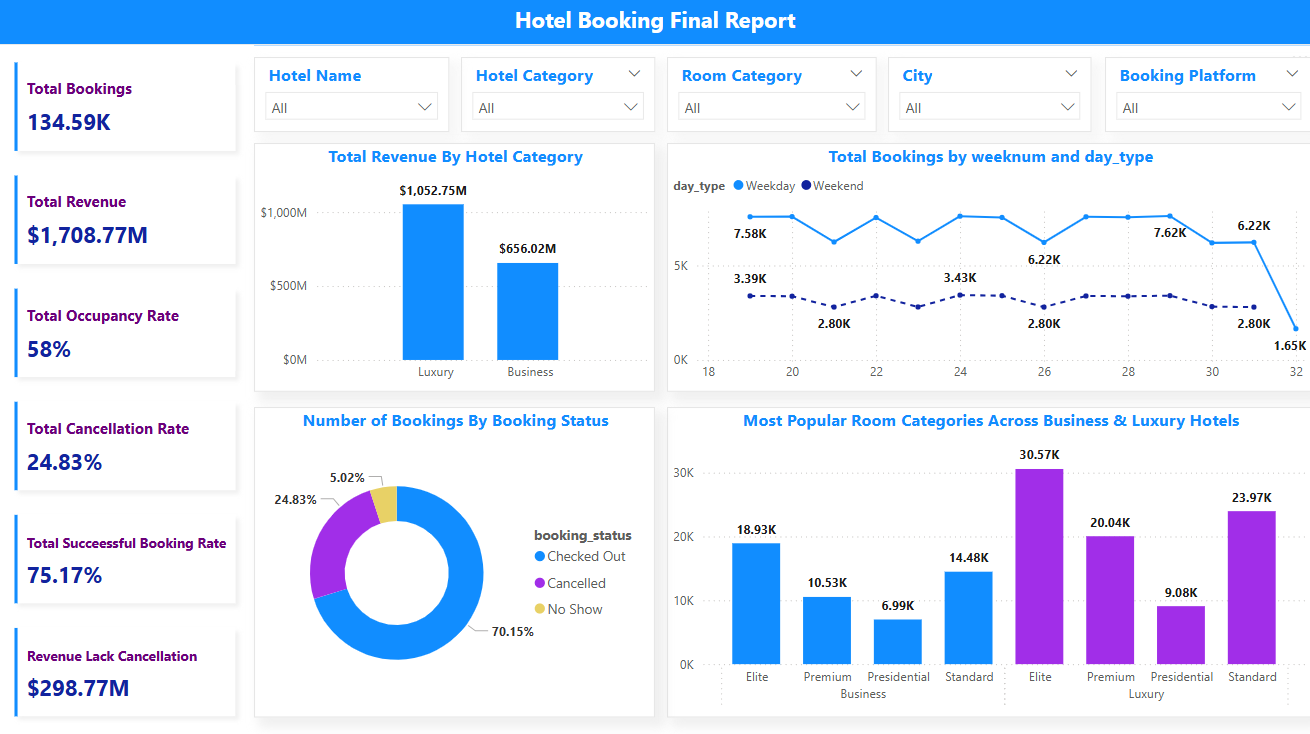 Hotel Booking Final Report
Total Bookings
134.59K
Total Revenue
$1,708.77M
Total Occupancy Rate
58%
Total Cancellation Rate
24.83%
Total Succeessful Booking Rate
75.17%
Revenue Lack Cancellation
$298.77M
Hotel Name
All
Hotel Category
All
Room Category
All
City
All
Booking Platform
All
Total Revenue By Hotel Category
$1,052.75M
$656.02M
$1,000M
$500M
$0M
Luxury Business
Total Bookings by weeknum and day_type
day_type Weekday Weekend
7.58K 7.62K 6.22K
6.22K
5K
3.39K 3.43K
2.80K 2.80K 2.80K
1.65K
0K
18 20 22 24 26 28 30 32
Number of Bookings By Booking Status
5.02%
24.83%
70.15%
booking_status
Checked Out
Cancelled
No Show
Most Popular Room Categories Across Business & Luxury Hotels
30K
20K
10K
0K
18.93K 10.53K 6.99K 14.48K 30.57K 20.04K 9.08K 23.97K
Elite Premium Presidential Standard Elite Premium Presidential Standard
Business Luxury